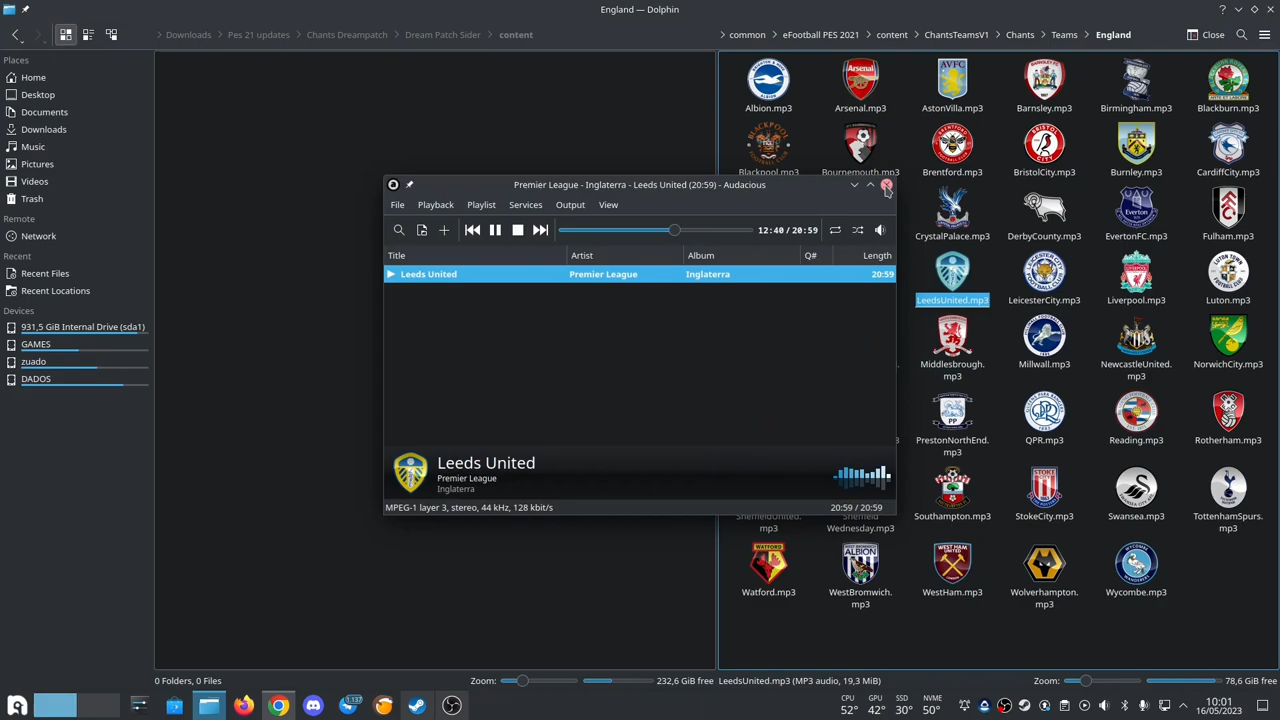 England — Dolphin
Downloads Pes 21 updates Chants Dreampatch Dream Patch Sider content
common eFootball PES 2021 content ChantsTeamsV1 Chants Teams England
Close
Places
Home
Desktop
Documents
Downloads
Music
Pictures
Videos
Trash
Remote
Network
Recent
Recent Files
Recent Locations
Devices
931,5 GiB Internal Drive (sda1)
GAMES
zuado
DADOS
Albion.mp3 Arsenal.mp3 AstonVilla.mp3 Barnsley.mp3 Birmingham.mp3 Blackburn.mp3
Blackpool.mp3 Bournemouth.mp3 Brentford.mp3 BristolCity.mp3 Burnley.mp3 CardiffCity.mp3
CrystalPalace.mp3 DerbyCounty.mp3 EvertonFC.mp3 Fulham.mp3
LeedsUnited.mp3 LeicesterCity.mp3 Liverpool.mp3 Luton.mp3
Middlesbrough.
mp3
Millwall.mp3
NewcastleUnited.
mp3
NorwichCity.mp3
PrestonNorthEnd.
mp3
QPR.mp3 Reading.mp3 Rotherham.mp3
SheffieldUnited.
mp3
Sheffield
Wednesday.mp3
Southampton.mp3 StokeCity.mp3 Swansea.mp3
TottenhamSpurs.
mp3
Watford.mp3
WestBromwich.
mp3
WestHam.mp3
Wolverhampton.
mp3
Wycombe.mp3
Premier League - Inglaterra - Leeds United (20:59) - Audacious
File Playback Playlist Services Output View
12:40 / 20:59
Title Artist Album Q# Length
Leeds United Premier League Inglaterra 20:59
Leeds United
Premier League
Inglaterra
MPEG-1 layer 3, stereo, 44 kHz, 128 kbit/s
20:59 / 20:59
0 Folders, 0 Files
Zoom:
232,6 GiB free
LeedsUnited.mp3 (MP3 audio, 19,3 MiB)
Zoom:
78,6 GiB free
1.137
CPU GPU SSD NVME
52° 42° 30° 50°
10:01
16/05/2023